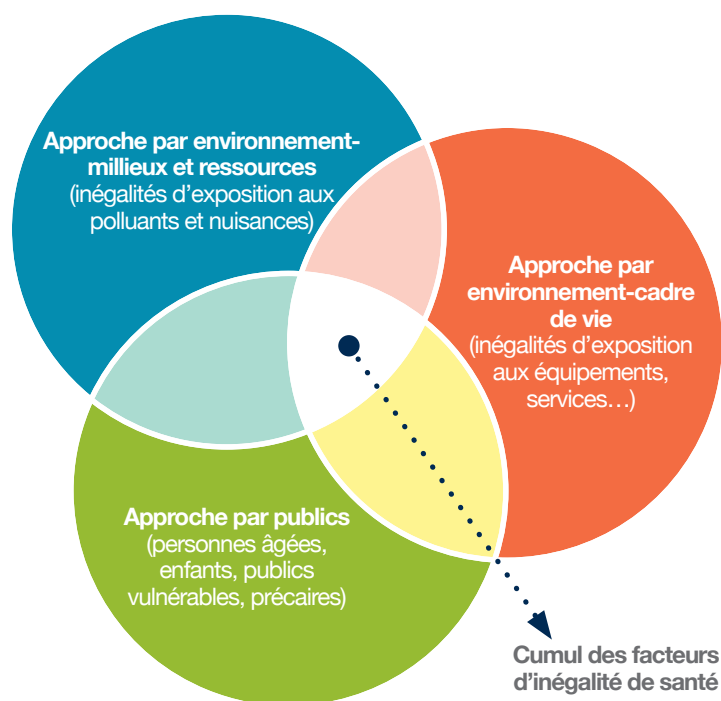 Approche par environnement-
millieux et ressources
(inégalités d'exposition aux
polluants et nuisances)
Approche par
environnement-cadre
de vie
(inégalités d'exposition
aux équipements,
services…)
Approche par publics
(personnes âgées,
enfants, publics
vulnérables, précaires)
Cumul des facteurs
d'inégalité de santé